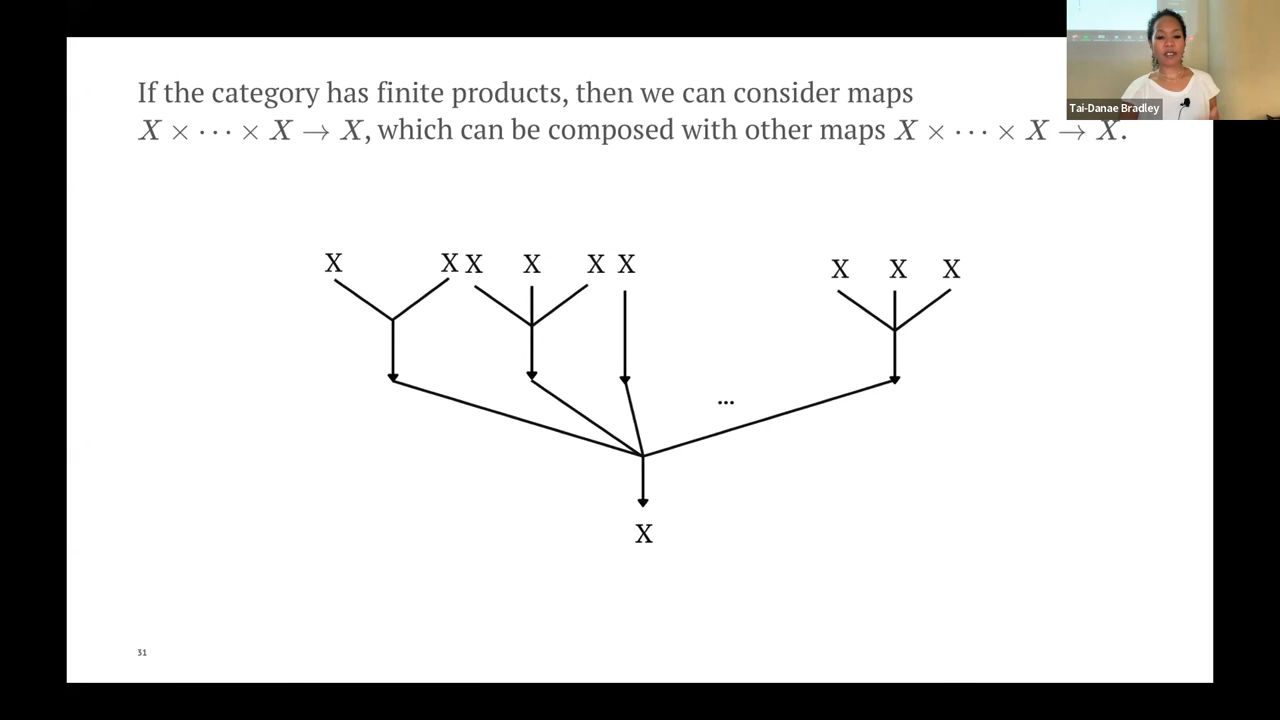 If the category has finite products, then we can consider maps
X × ⋯ × X → X, which can be composed with other maps X × ⋯ × X → X.
Tai-Danae Bradley
X X X X X X X X X
...
X
31